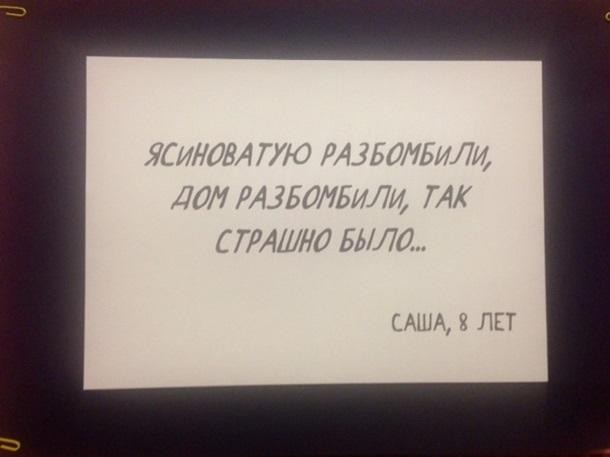 ЯСИНОВАТУЮ РАЗБОМБИЛИ,
ДОМ РАЗБОМБИЛИ, ТАК
СТРАШНО БЫЛО...
САША, 8 ЛЕТ